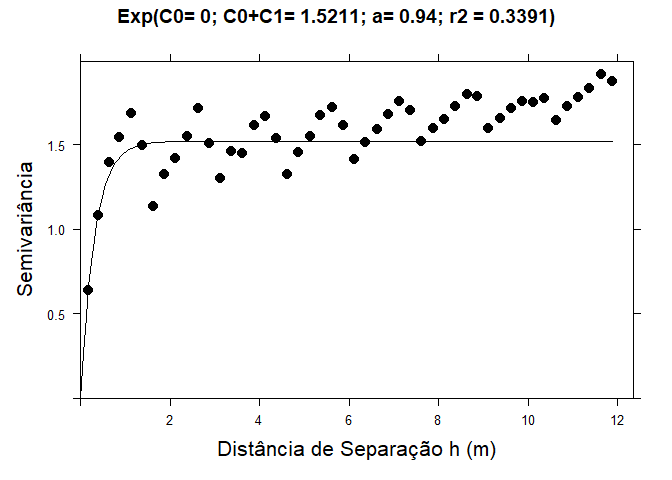 Exp(C0= 0; C0+C1= 1.5211; a= 0.94; r2 = 0.3391)
Semivariância
1.5
1.0
0.5
2 4 6 8 10 12
Distância de Separação h (m)